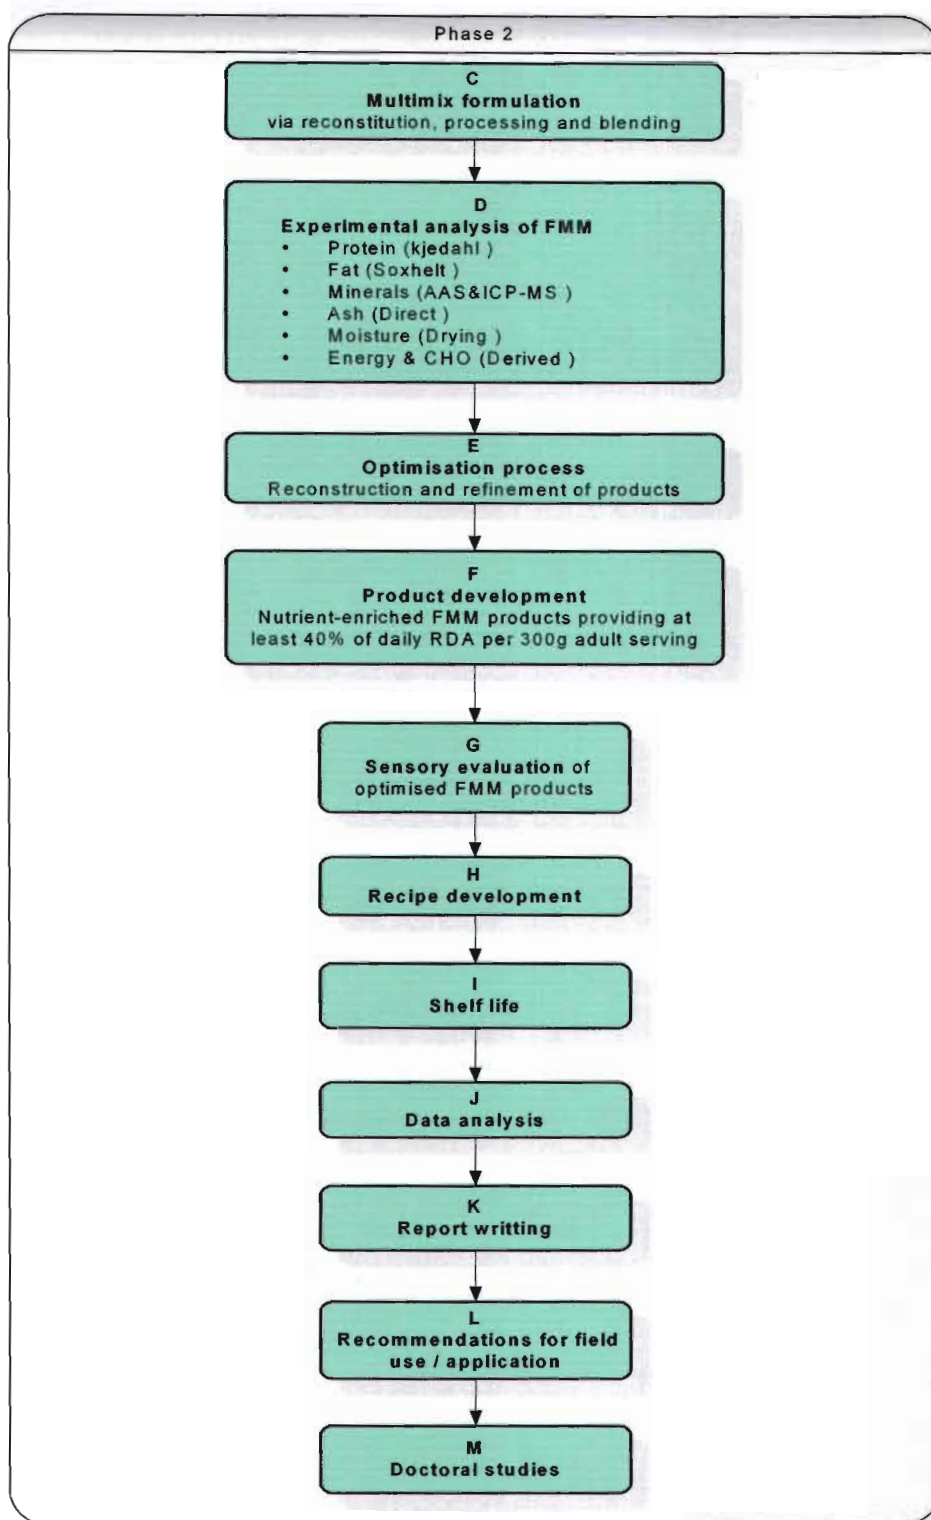 Phase 2
C
Multimix formulation
via reconstitution, processing and blending
D
Experimental analysis of FMM
• Protein (kjedahl )
• Fat (Soxhelt )
• Minerals (AAS&ICP-MS )
• Ash (Direct )
• Moisture (Drying )
• Energy & CHO (Derived )
E
Optimisation process
Reconstruction and refinement of products
F
Product development
Nutrient-enriched FMM products providing at
least 40% of daily RDA per 300g adult serving
G
Sensory evaluation of
optimised FMM products
H
Recipe development
I
Shelf life
J
Data analysis
K
Report writting
L
Recommendations for field
use / application
M
Doctoral studies